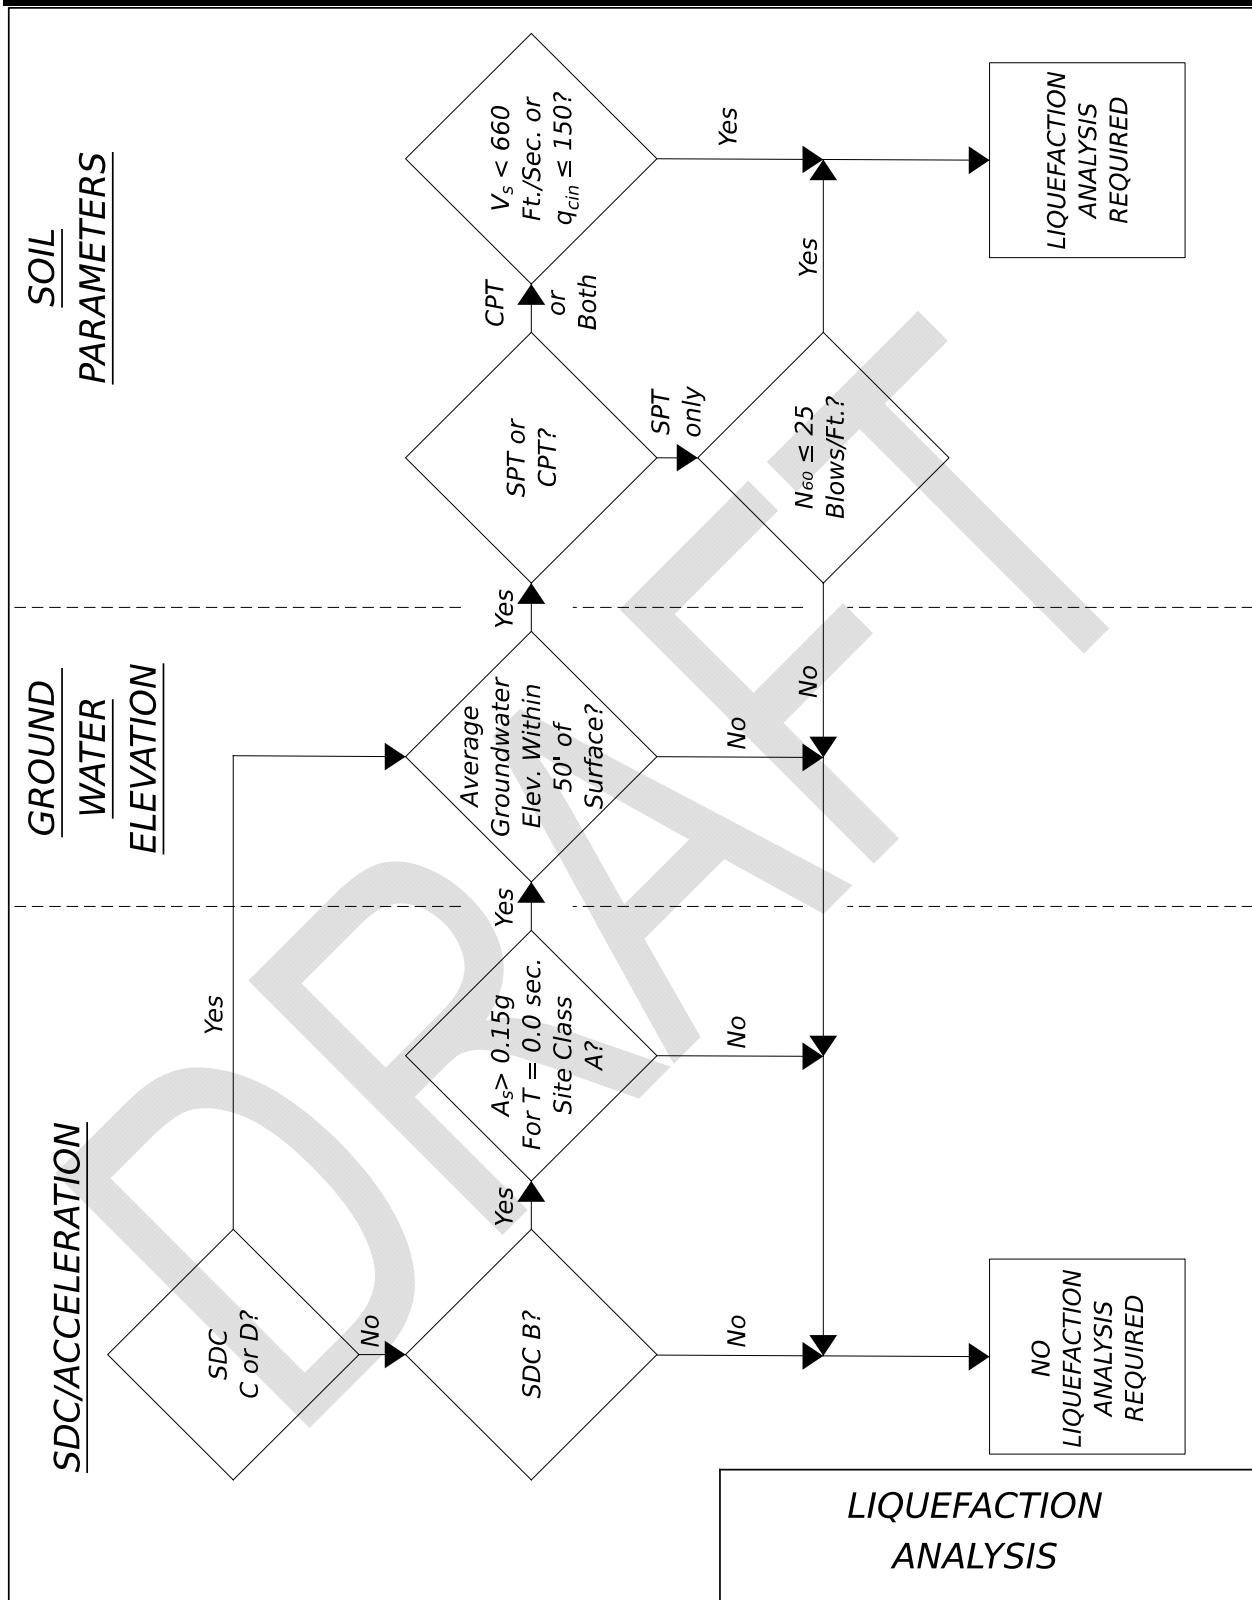 SDC/ACCELERATION
GROUND
WATER
ELEVATION
SOIL
PARAMETERS
SDC
C or D?
Yes
No
SDC B?
Yes
No
As> 0.15g
For T = 0.0 sec.
Site Class
A?
Yes
No
Average
Groundwater
Elev. Within
50' of
Surface?
Yes
No
SPT or
CPT?
CPT
or
Both
SPT
only
Vs < 660
Ft./Sec. or
qcin ≤ 150?
Yes
N60 ≤ 25
Blows/Ft.?
Yes
No
NO
LIQUEFACTION
ANALYSIS
REQUIRED
LIQUEFACTION
ANALYSIS
REQUIRED
DRAFT
LIQUEFACTION
ANALYSIS